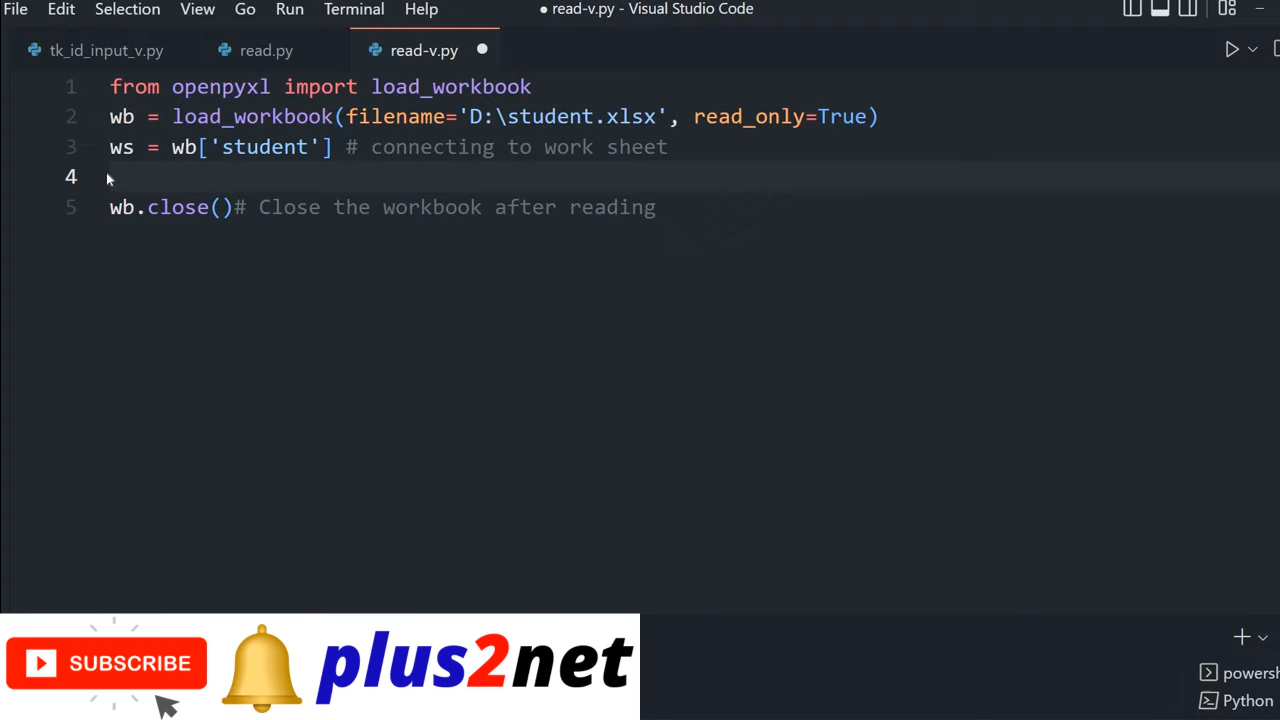 File Edit Selection View Go Run Terminal Help ● read-v.py - Visual Studio Code
tk_id_input_v.py read.py read-v.py
1 from openpyxl import load_workbook
2 wb = load_workbook(filename='D:\student.xlsx', read_only=True)
3 ws = wb['student'] # connecting to work sheet
4
5 wb.close()# Close the workbook after reading
SUBSCRIBE plus2net
powersh
Python